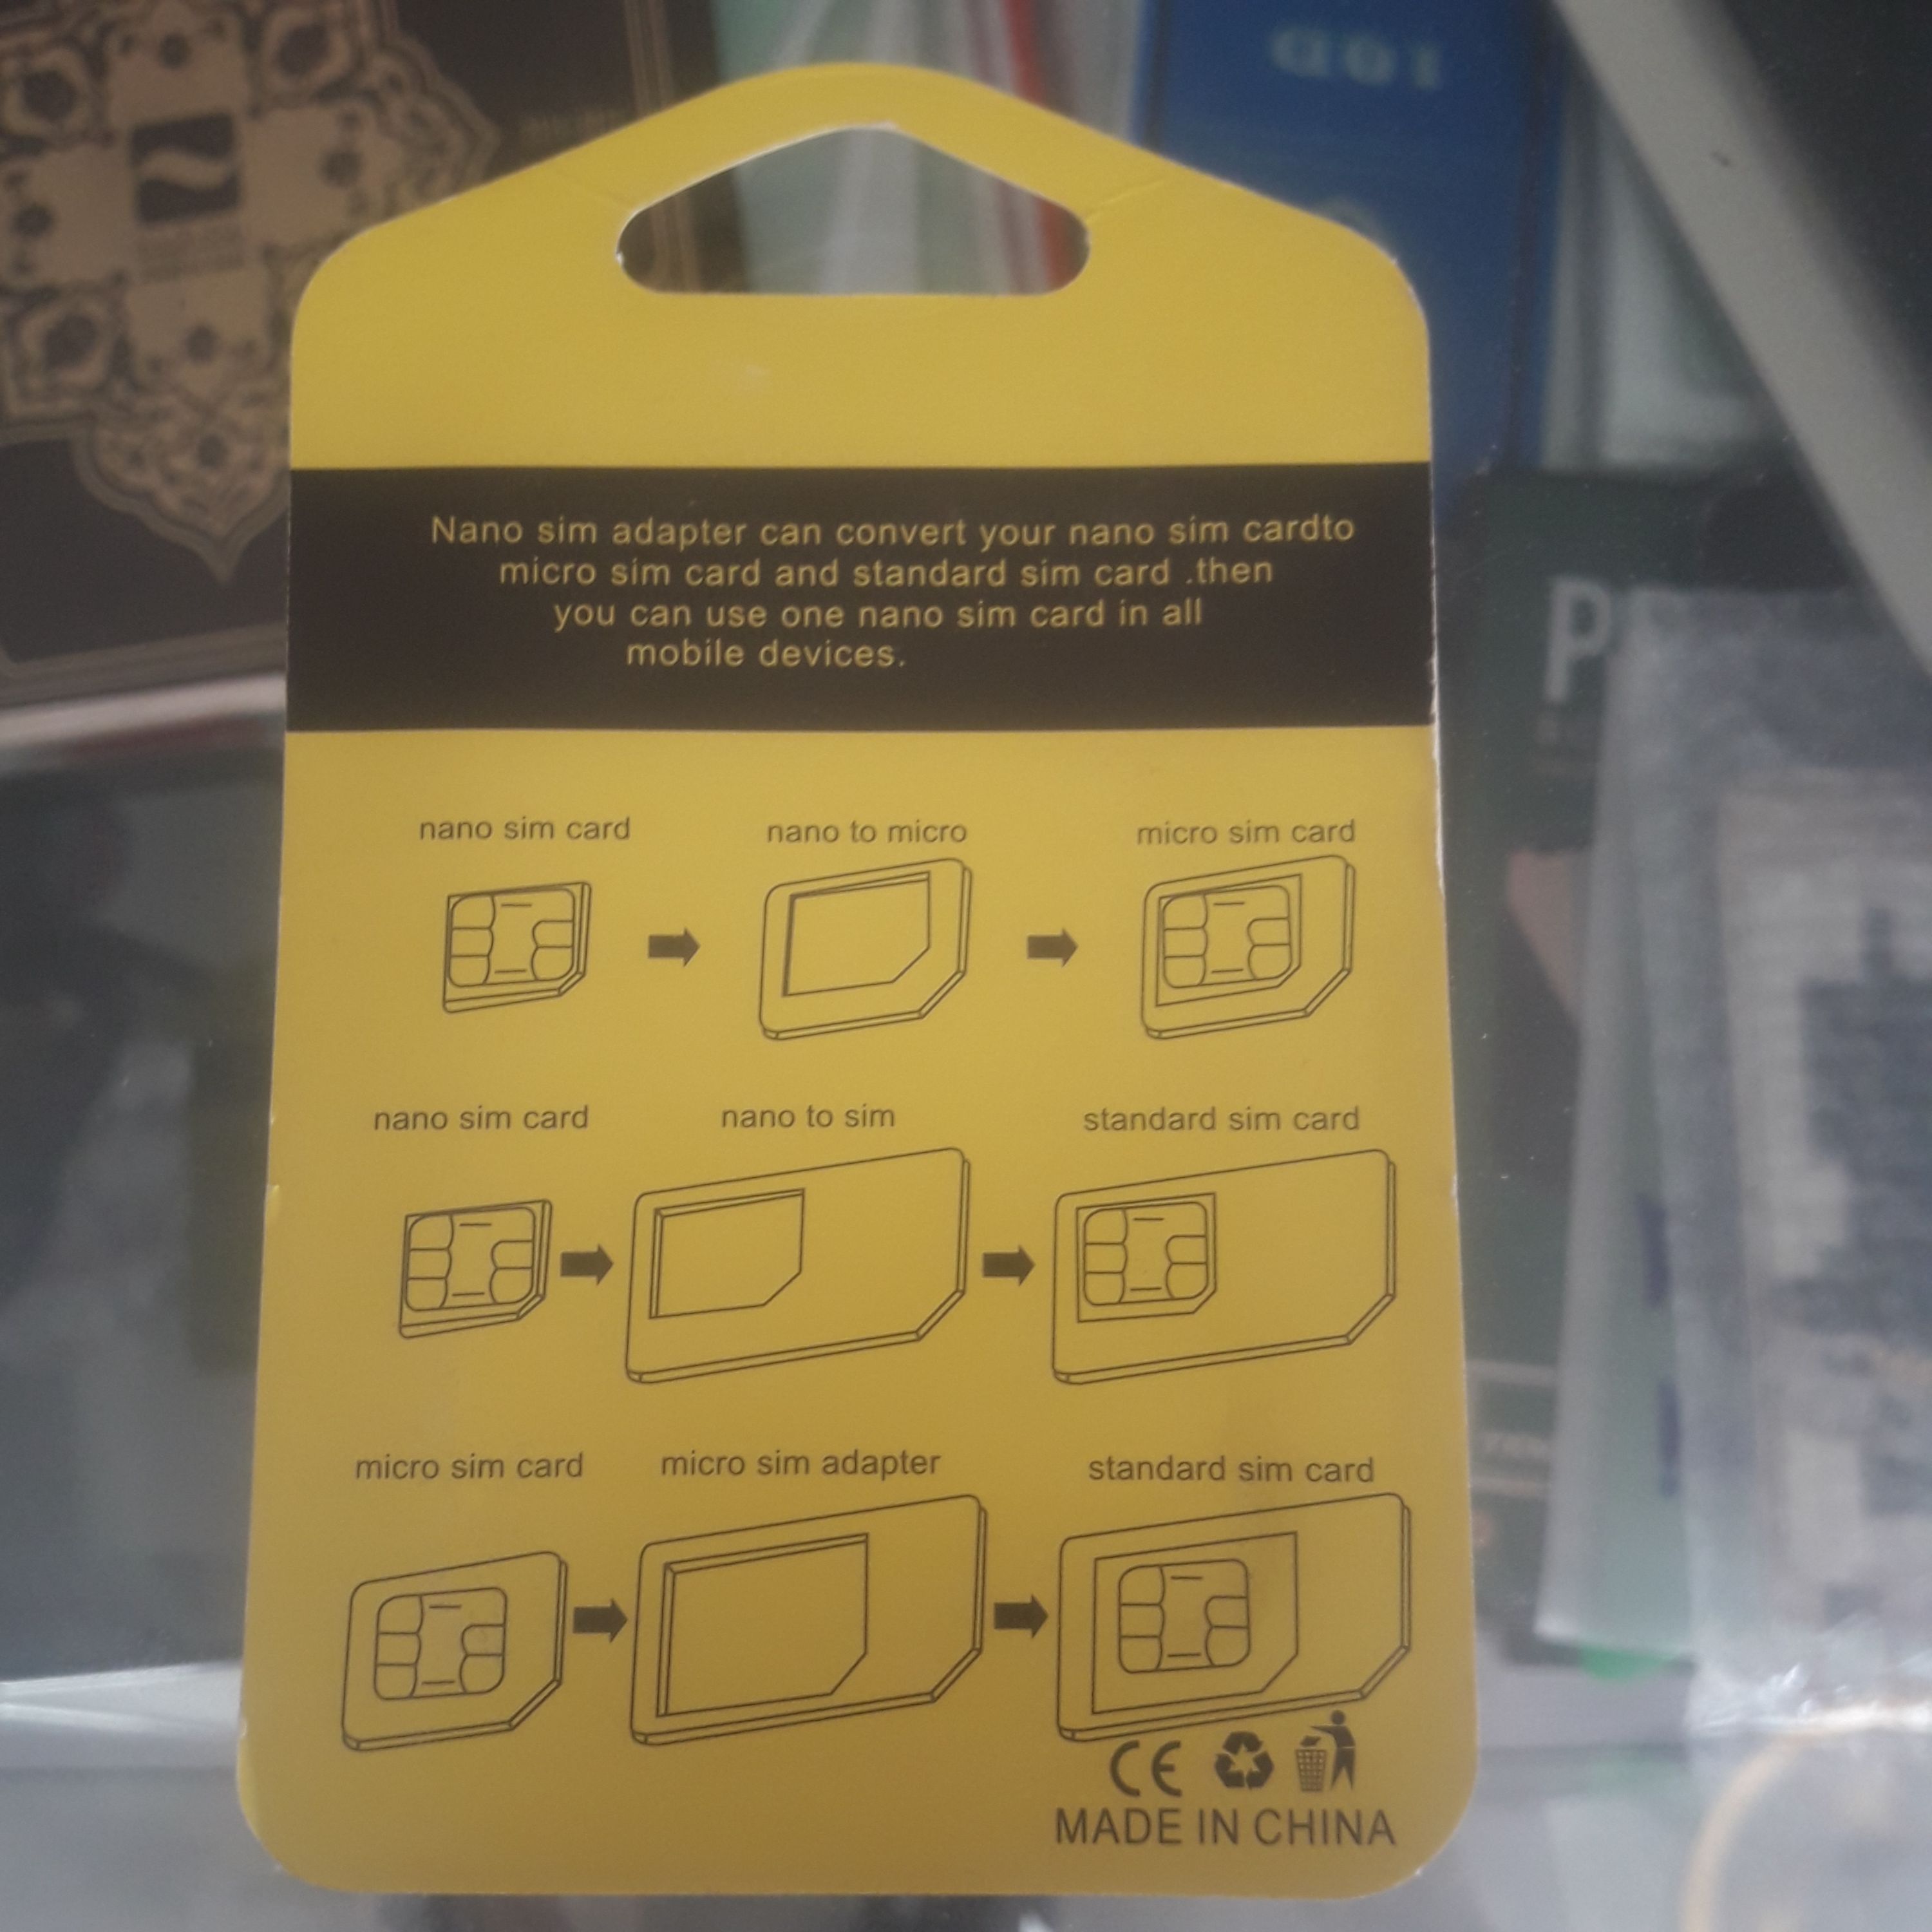 Nano sim adapter can convert your nano sim cardto
micro sim card and standard sim card .then
you can use one nano sim card in all
mobile devices.
nano sim card nano to micro micro sim card
nano sim card nano to sim standard sim card
micro sim card micro sim adapter standard sim card
CE
MADE IN CHINA